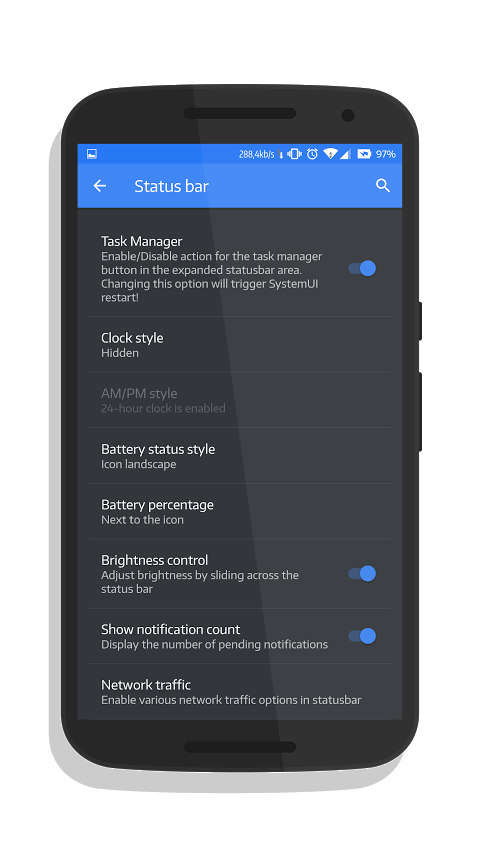 288,4kb/s 97%
Status bar
Task Manager
Enable/Disable action for the task manager
button in the expanded statusbar area.
Changing this option will trigger SystemUI
restart!
Clock style
Hidden
AM/PM style
24-hour clock is enabled
Battery status style
Icon landscape
Battery percentage
Next to the icon
Brightness control
Adjust brightness by sliding across the
status bar
Show notification count
Display the number of pending notifications
Network traffic
Enable various network traffic options in statusbar